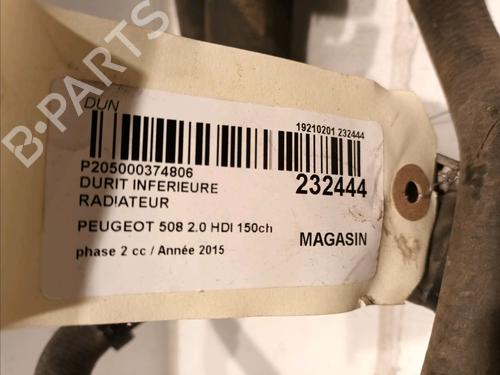 DUN
19210201 232444
P205000374806
DURIT INFERIEURE
RADIATEUR
232444
PEUGEOT 508 2.0 HDI 150ch
MAGASIN
phase 2 cc / Année 2015
B-PARTS